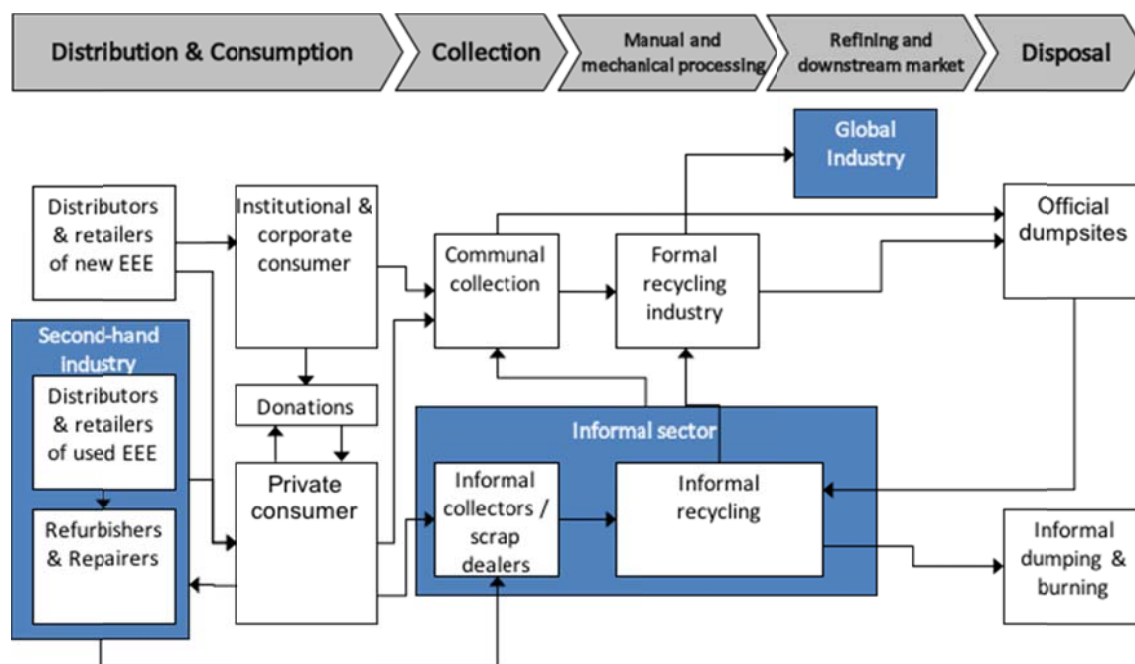 Distribution & Consumption
Collection
Manual and
mechanical processing
Refining and
downstream market
Disposal
Global
Industry
Distributors
& retailers
of new EEE
Institutional &
corporate
consumer
Communal
collection
Formal
recycling
industry
Official
dumpsites
Second-hand
industry
Distributors
& retailers
of used EEE
Refurbishers
& Repairers
Donations
Private
consumer
Informal sector
Informal
collectors /
scrap
dealers
Informal
recycling
Informal
dumping &
burning